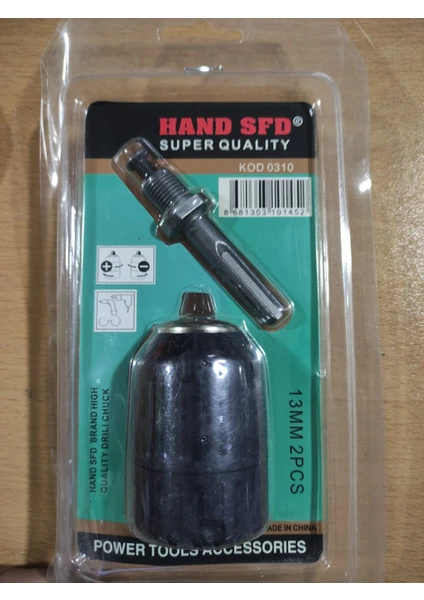 HAND SFD®
SUPER QUALITY
KOD 0310
8 681303 101452
13MM 2PCS
HAND SFD BRAND HIGH
QUALITY DRILI CHUCK
MADE IN CHINA
POWER TOOLS ACCESSORIES